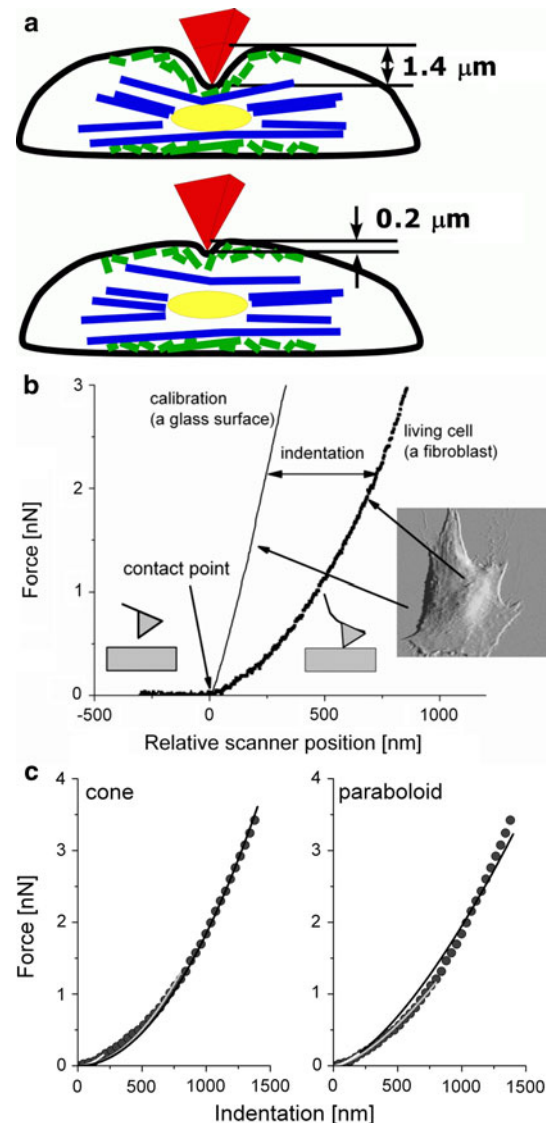 a
1.4 μm
0.2 μm
b
3
2
1
0
Force [nN]
calibration
(a glass surface)
indentation
living cell
(a fibroblast)
contact point
-500
0
500
1000
Relative scanner position [nm]
c
4
3
2
1
0
Force [nN]
cone
paraboloid
0
500
1000
1500
0
500
1000
1500
Indentation [nm]